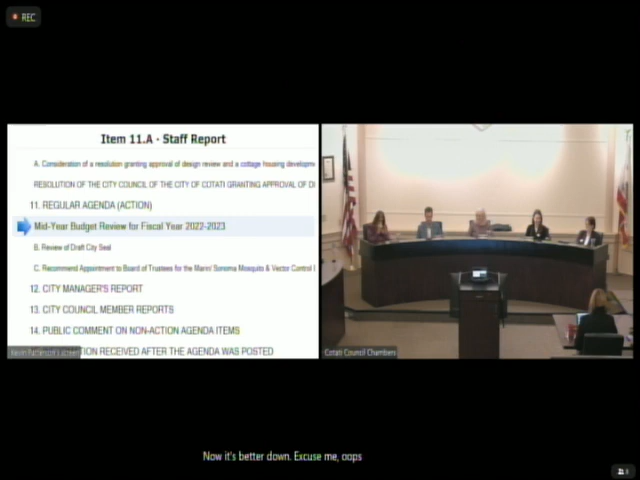 REC
Item 11.A - Staff Report
A. Consideration of a resolution granting approval of design review and a cottage housing developm
RESOLUTION OF THE CITY COUNCIL OF THE CITY OF COTATI GRANTING APPROVAL OF DI
11. REGULAR AGENDA (ACTION)
Mid-Year Budget Review for Fiscal Year 2022-2023
B. Review of Draft City Seal
C. Recommend Appointment to Board of Trustees for the Marin/ Sonoma Mosquito & Vector Control
12. CITY MANAGER'S REPORT
13. CITY COUNCIL MEMBER REPORTS
14. PUBLIC COMMENT ON NON-ACTION AGENDA ITEMS
TION RECEIVED AFTER THE AGENDA WAS POSTED
Cotati Council Chambers
Now it's better down. Excuse me, oops